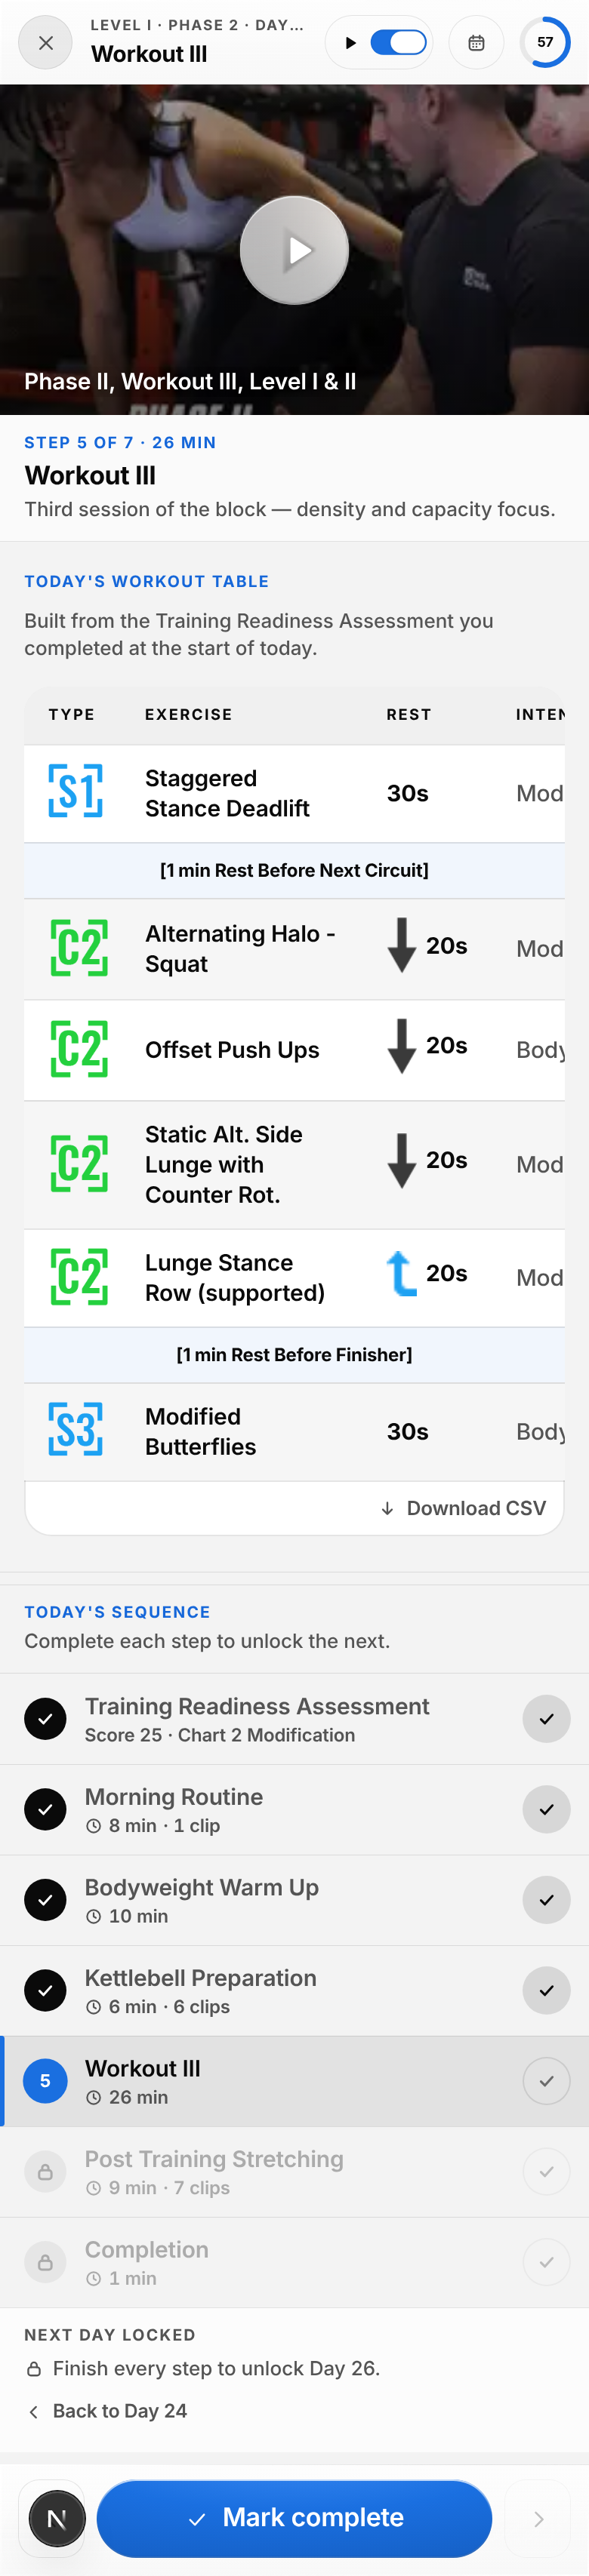 LEVEL I · PHASE 2 · DAY...
Workout III
57
Phase II, Workout III, Level I & II
PHASE II
STEP 5 OF 7 · 26 MIN
Workout III
Third session of the block — density and capacity focus.
TODAY'S WORKOUT TABLE
Built from the Training Readiness Assessment you
completed at the start of today.
TYPE EXERCISE REST INTEN
S1 Staggered
Stance Deadlift 30s Mod
[1 min Rest Before Next Circuit]
C2 Alternating Halo -
Squat 20s Mod
C2 Offset Push Ups 20s Body
C2 Static Alt. Side
Lunge with
Counter Rot. 20s Mod
C2 Lunge Stance
Row (supported) 20s Mod
[1 min Rest Before Finisher]
S3 Modified
Butterflies 30s Body
Download CSV
TODAY'S SEQUENCE
Complete each step to unlock the next.
Training Readiness Assessment
Score 25 · Chart 2 Modification
Morning Routine
8 min · 1 clip
Bodyweight Warm Up
10 min
Kettlebell Preparation
6 min · 6 clips
5 Workout III
26 min
Post Training Stretching
9 min · 7 clips
Completion
1 min
NEXT DAY LOCKED
Finish every step to unlock Day 26.
Back to Day 24
N
Mark complete